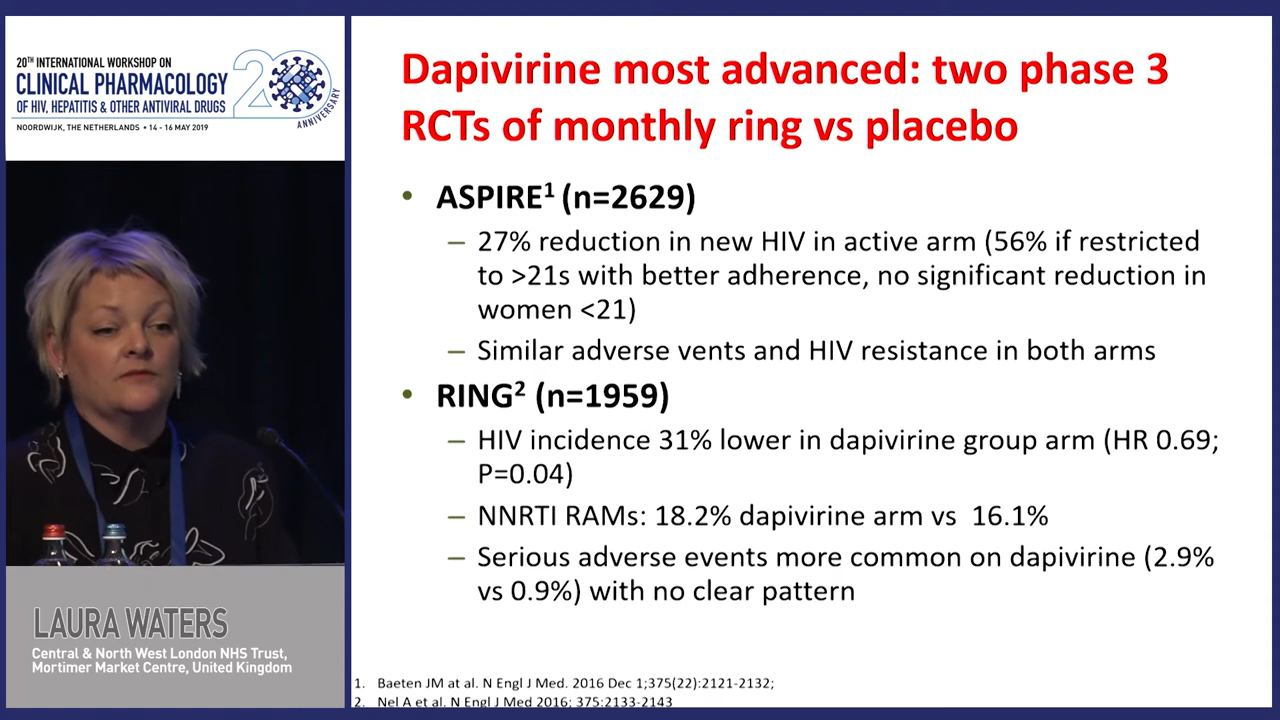 20TH INTERNATIONAL WORKSHOP ON
CLINICAL PHARMACOLOGY
OF HIV, HEPATITIS & OTHER ANTIVIRAL DRUGS
NOORDWIJK, THE NETHERLANDS • 14 - 16 MAY 2019
20
ANNIVERSARY
Dapivirine most advanced: two phase 3
RCTs of monthly ring vs placebo
• ASPIRE1 (n=2629)
– 27% reduction in new HIV in active arm (56% if restricted
to >21s with better adherence, no significant reduction in
women <21)
– Similar adverse vents and HIV resistance in both arms
• RING2 (n=1959)
– HIV incidence 31% lower in dapivirine group arm (HR 0.69;
P=0.04)
– NNRTI RAMs: 18.2% dapivirine arm vs 16.1%
– Serious adverse events more common on dapivirine (2.9%
vs 0.9%) with no clear pattern
1. Baeten JM at al. N Engl J Med. 2016 Dec 1;375(22):2121-2132;
2. Nel A et al. N Engl J Med 2016; 375:2133-2143
LAURA WATERS
Central & North West London NHS Trust,
Mortimer Market Centre, United Kingdom